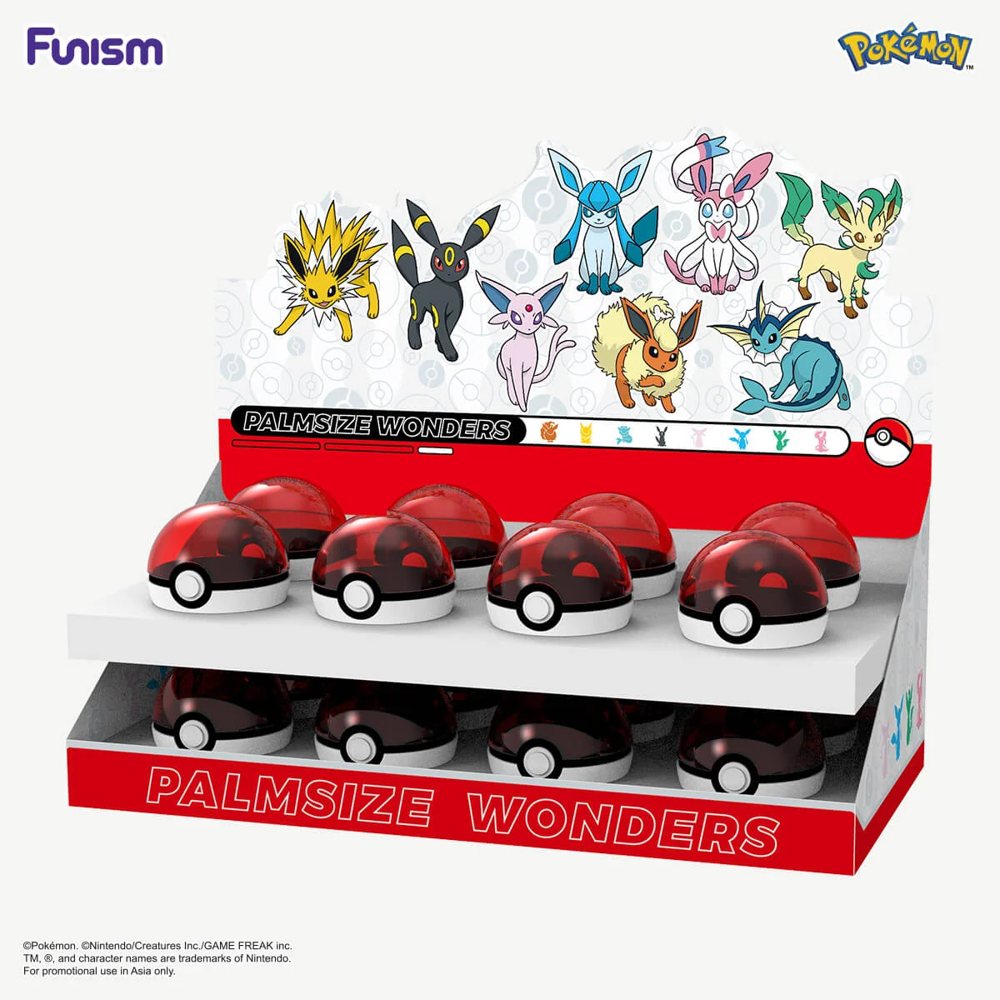 Funism
POKéMON™
PALMSIZE WONDERS
PALMSIZE WONDERS
©Pokémon. ©Nintendo/Creatures Inc./GAME FREAK inc.
TM, ®, and character names are trademarks of Nintendo.
For promotional use in Asia only.